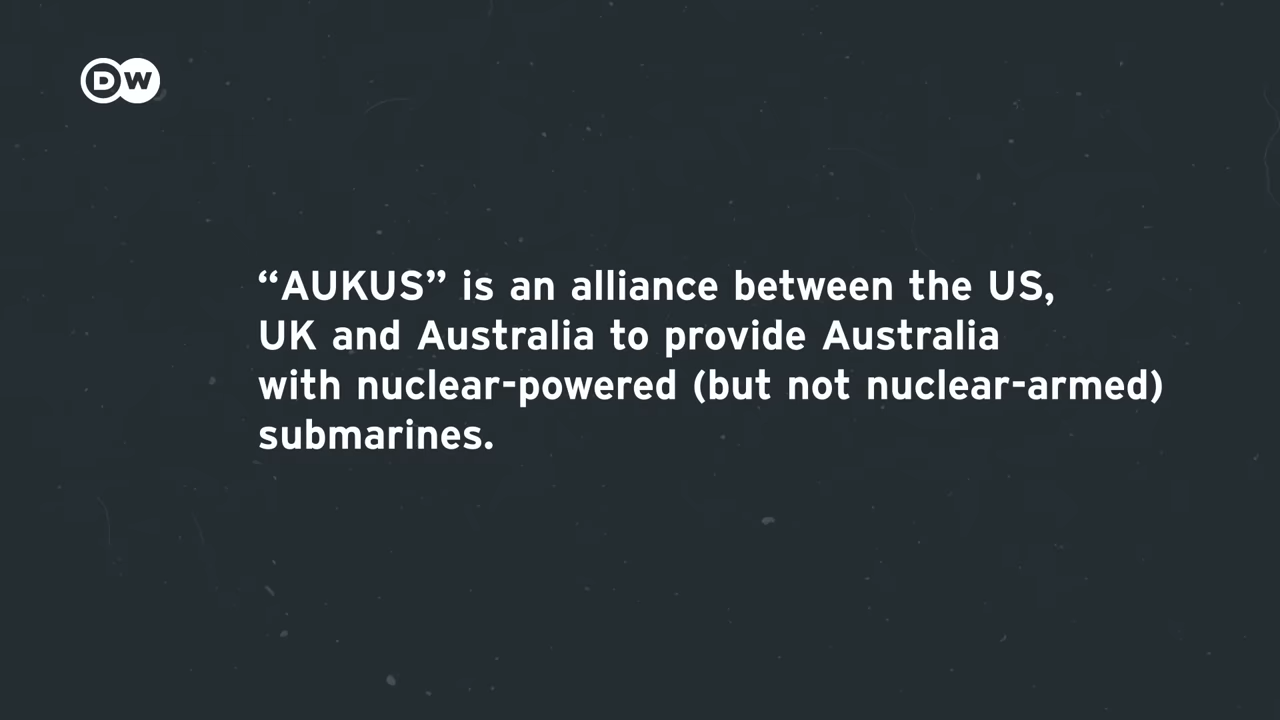 DW
“AUKUS” is an alliance between the US,
UK and Australia to provide Australia
with nuclear-powered (but not nuclear-armed)
submarines.